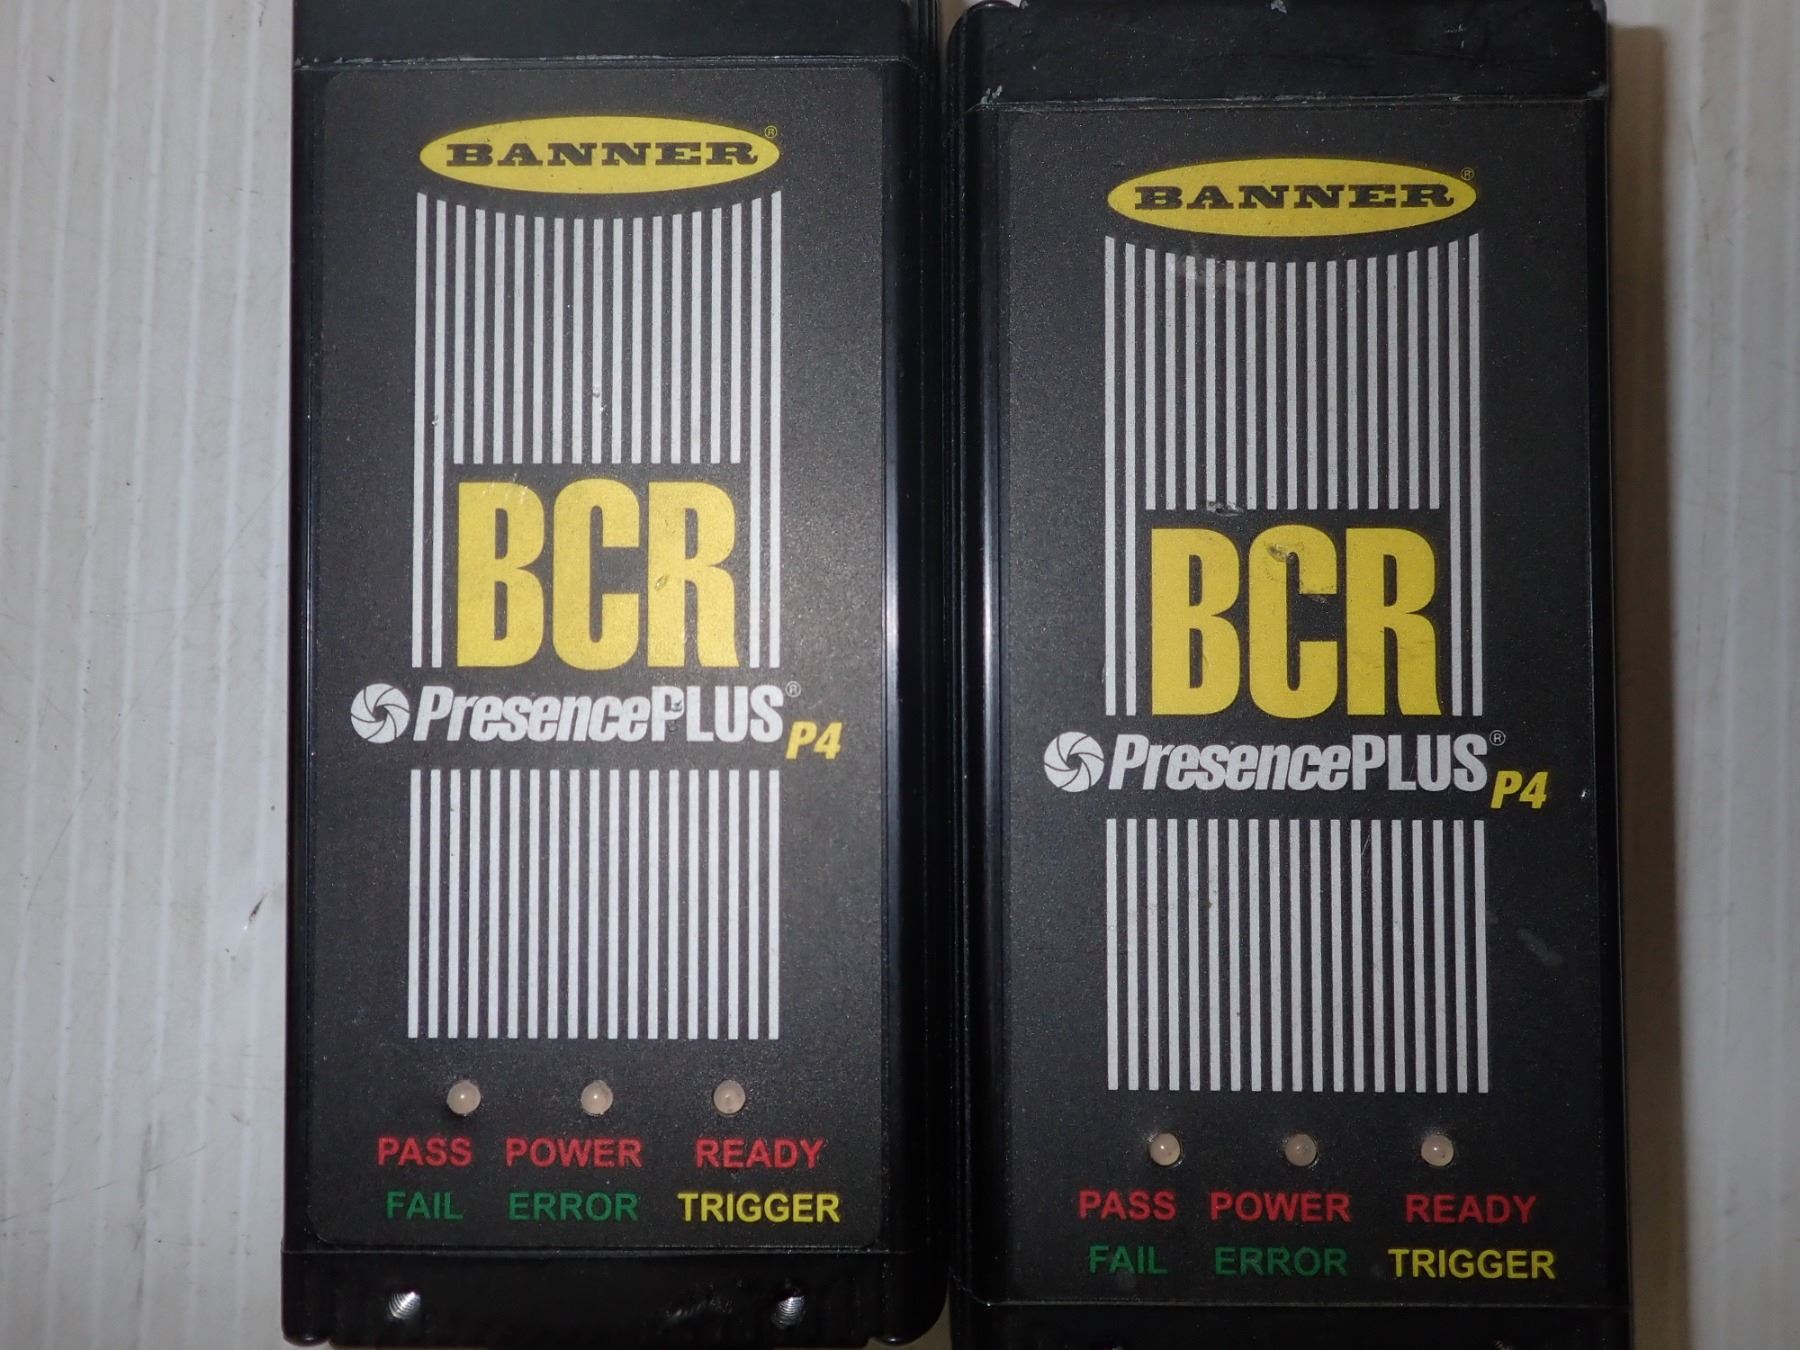 BANNER®
BCR
PresencePLUS®
P4
PASS POWER READY
FAIL ERROR TRIGGER
BANNER®
BCR
PresencePLUS®
P4
PASS POWER READY
FAIL ERROR TRIGGER